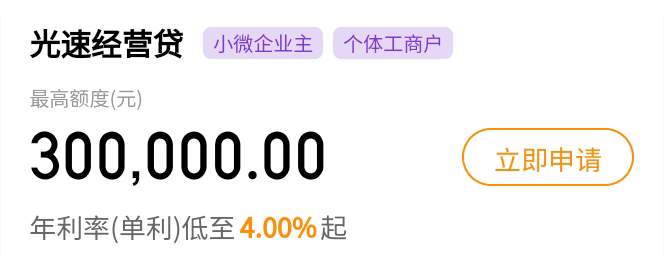 光速经营贷 小微企业主 个体工商户
最高额度(元)
300,000.00 立即申请
年利率(单利)低至4.00%起